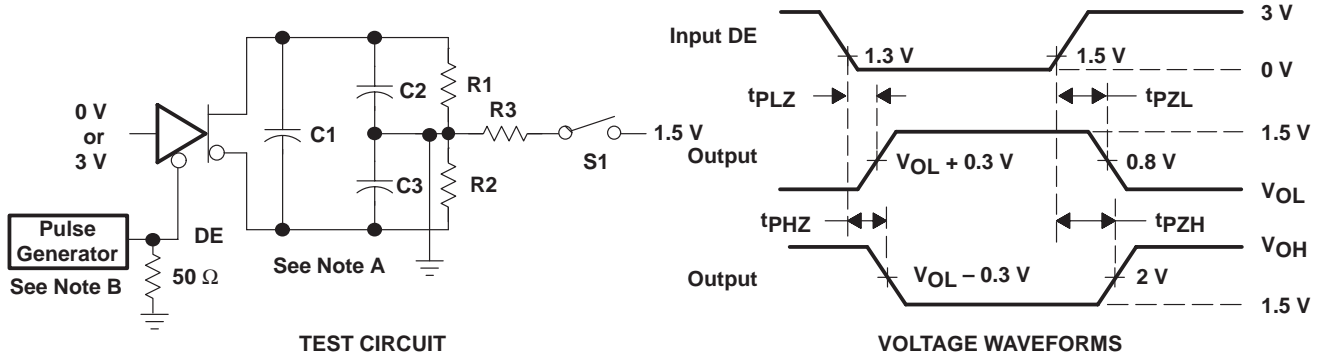 0 V
or
3 V
Pulse
Generator
See Note B
50 Ω
DE
C1
C2
C3
R1
R2
R3
S1
1.5 V
See Note A
TEST CIRCUIT
Input DE
1.3 V
1.5 V
3 V
0 V
tPLZ
tPZL
Output
VOL + 0.3 V
0.8 V
1.5 V
VOL
tPHZ
tPZH
Output
VOL – 0.3 V
2 V
VOH
1.5 V
VOLTAGE WAVEFORMS